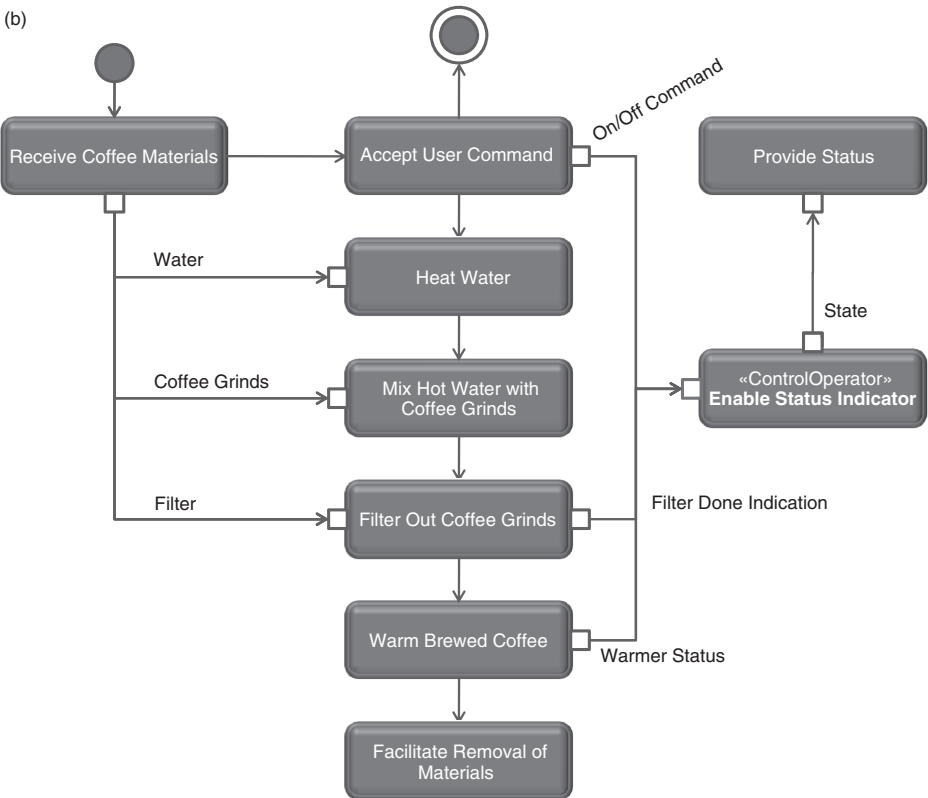 (b)
On/Off Command
Receive Coffee Materials
Accept User Command
Provide Status
Water
Heat Water
State
Coffee Grinds
Mix Hot Water with
Coffee Grinds
«ControlOperator»
Enable Status Indicator
Filter
Filter Out Coffee Grinds
Filter Done Indication
Warm Brewed Coffee
Warmer Status
Facilitate Removal of
Materials